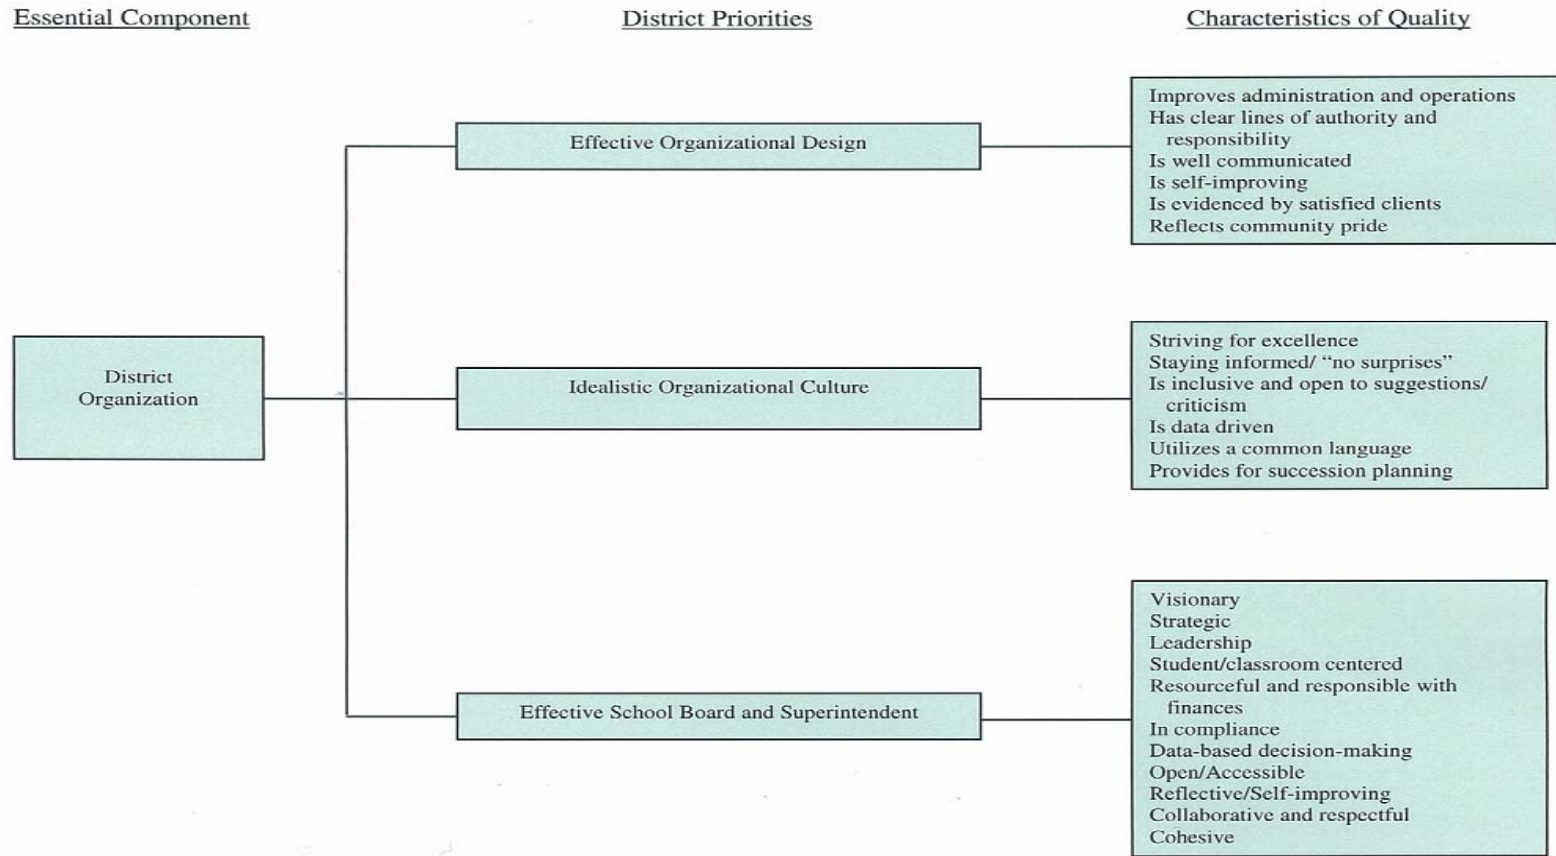 Essential Component
District Priorities
Characteristics of Quality
District
Organization
Effective Organizational Design
Improves administration and operations
Has clear lines of authority and
responsibility
Is well communicated
Is self-improving
Is evidenced by satisfied clients
Reflects community pride
Idealistic Organizational Culture
Striving for excellence
Staying informed/ “no surprises”
Is inclusive and open to suggestions/
criticism
Is data driven
Utilizes a common language
Provides for succession planning
Effective School Board and Superintendent
Visionary
Strategic
Leadership
Student/classroom centered
Resourceful and responsible with
finances
In compliance
Data-based decision-making
Open/Accessible
Reflective/Self-improving
Collaborative and respectful
Cohesive